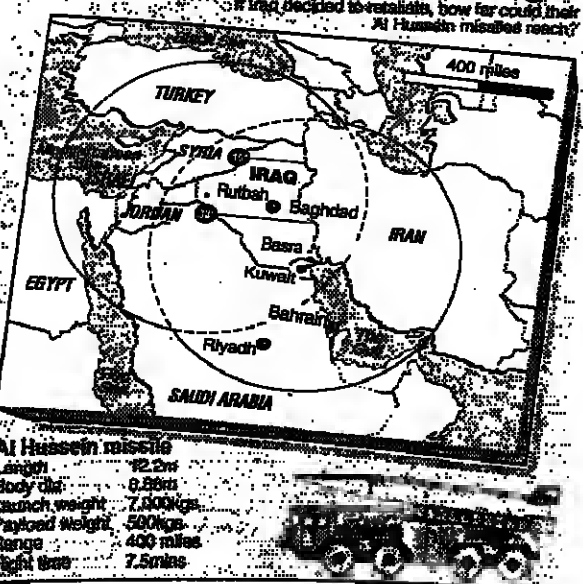 If Iraq decided to retaliate, how far could their
Al Hussein missiles reach?
400 miles
TURKEY
SYRIA
IRAQ
Rutbah
Baghdad
JORDAN
IRAN
Basra
Kuwait
EGYPT
Bahrain
Riyadh
SAUDI ARABIA
Al Hussein missile
Length 12.2m
Body dia 0.88m
Launch weight 7,000kgs
Payload weight 500kgs
Range 400 miles
Flight time 7.5mins